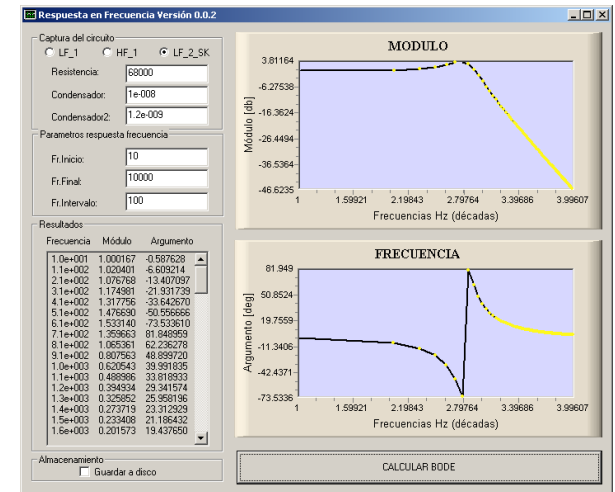 Respuesta en Frecuencia Versión 0.0.2
Captura del circuito
LF_1 HF_1 LF_2_SK
Resistencia: 68000
Condensador: 1e-008
Condensador2: 1.2e-009
Parametros respuesta frecuencia
Fr.Inicio: 10
Fr.Final: 10000
Fr.Intervalo: 100
Resultados
Frecuencia Módulo Argumento
1.0e+001 1.000167 -0.587628
1.1e+002 1.020401 -6.609214
2.1e+002 1.076768 -13.407097
3.1e+002 1.174981 -21.931739
4.1e+002 1.317756 -33.642670
5.1e+002 1.476690 -50.556666
6.1e+002 1.533140 -73.533610
7.1e+002 1.359663 81.848959
8.1e+002 1.065361 62.236278
9.1e+002 0.807563 48.899720
1.0e+003 0.620543 39.991835
1.1e+003 0.488986 33.818933
1.2e+003 0.394934 29.341574
1.3e+003 0.325852 25.958196
1.4e+003 0.273719 23.312929
1.5e+003 0.233408 21.186432
1.6e+003 0.201573 19.437650
Almacenamiento
Guardar a disco
MODULO
Módulo [db]
3.81164
-6.27538
-16.3624
-26.4494
-36.5364
-46.6235
1 1.59921 2.19843 2.79764 3.39686 3.99607
Frecuencias Hz (décadas)
FRECUENCIA
Argumento [deg]
81.949
50.8524
19.7559
-11.3406
-42.4371
-73.5336
1 1.59921 2.19843 2.79764 3.39686 3.99607
Frecuencias Hz (décadas)
CALCULAR BODE